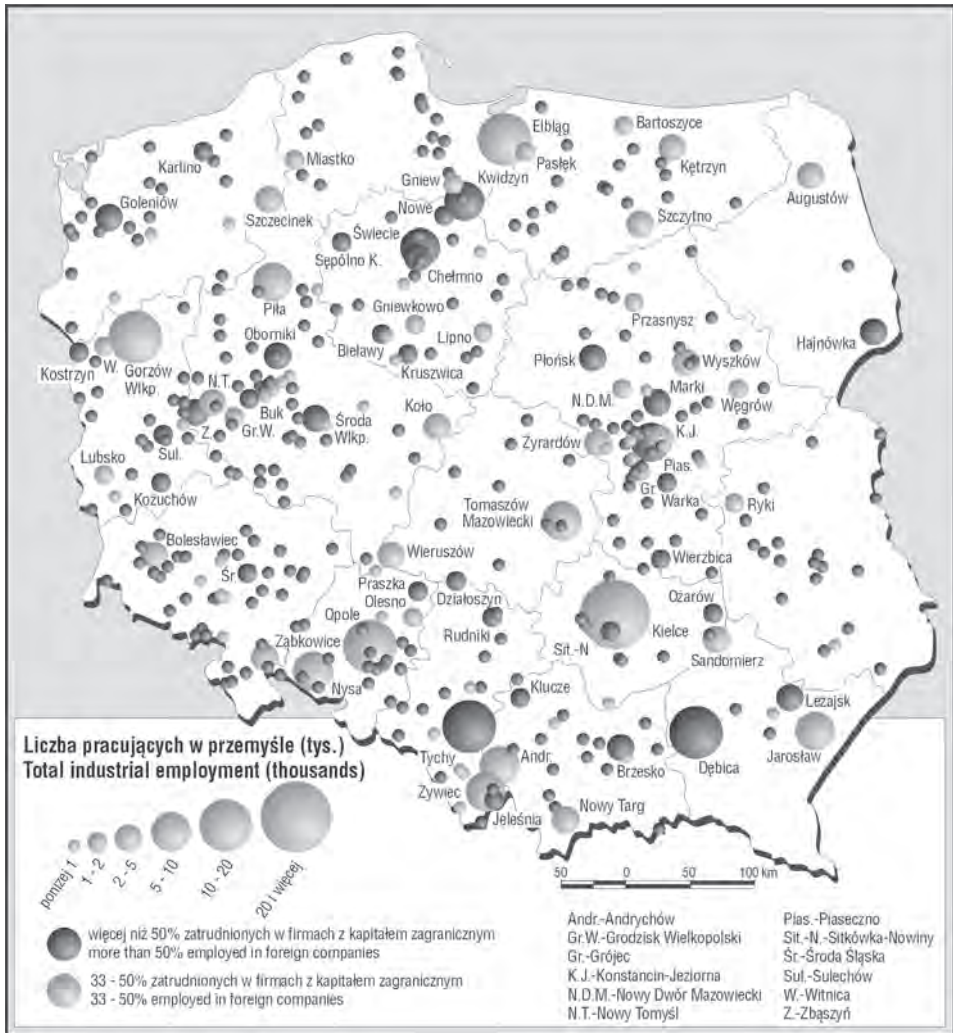 Elbląg
Bartoszyce
Karlino
Miastko
Pasłęk
Kętrzyn
Gniew
Kwidzyn
Augustów
Goleniów
Szczecinek
Nowe
Szczytno
Świecie
Sępólno K.
Chełmno
Piła
Gniewkowo
Przasnysz
Oborniki
Lipno
Hajnówka
Bielawy
Płońsk
Wyszków
Kostrzyn
W.
Gorzów
Wlkp.
Kruszwica
N.T.
N.D.M.
Marki
Węgrów
Buk
Koło
Środa
Wlkp.
Z.
Gr.W.
Żyrardów
K.J.
Sul.
Pias.
Lubsko
Gr.
Warka
Kożuchów
Tomaszów
Mazowiecki
Ryki
Bolesławiec
Wieruszów
Wierzbica
Śr.
Praszka
Olesno
Działoszyn
Ożarów
Opole
Rudniki
Kielce
Ząbkowice
Sit.-N
Sandomierz
Nysa
Klucze
Leżajsk
Tychy
Andr.
Brzesko
Dębica
Jarosław
Żywiec
Jeleśnia
Nowy Targ
Liczba pracujących w przemyśle (tys.)
Total industrial employment (thousands)
poniżej 1
1 - 2
2 - 5
5 - 10
10 - 20
20 i więcej
więcej niż 50% zatrudnionych w firmach z kapitałem zagranicznym
more than 50% employed in foreign companies
33 - 50% zatrudnionych w firmach z kapitałem zagranicznym
33 - 50% employed in foreign companies
50 0 50 100 km
Andr.-Andrychów
Gr.W.-Grodzisk Wielkopolski
Gr.-Grójec
K.J.-Konstancin-Jeziorna
N.D.M.-Nowy Dwór Mazowiecki
N.T.-Nowy Tomyśl
Pias.-Piaseczno
Sit.-N.-Sitkówka-Nowiny
Śr.-Środa Śląska
Sul.-Sulechów
W.-Witnica
Z.-Zbąszyń